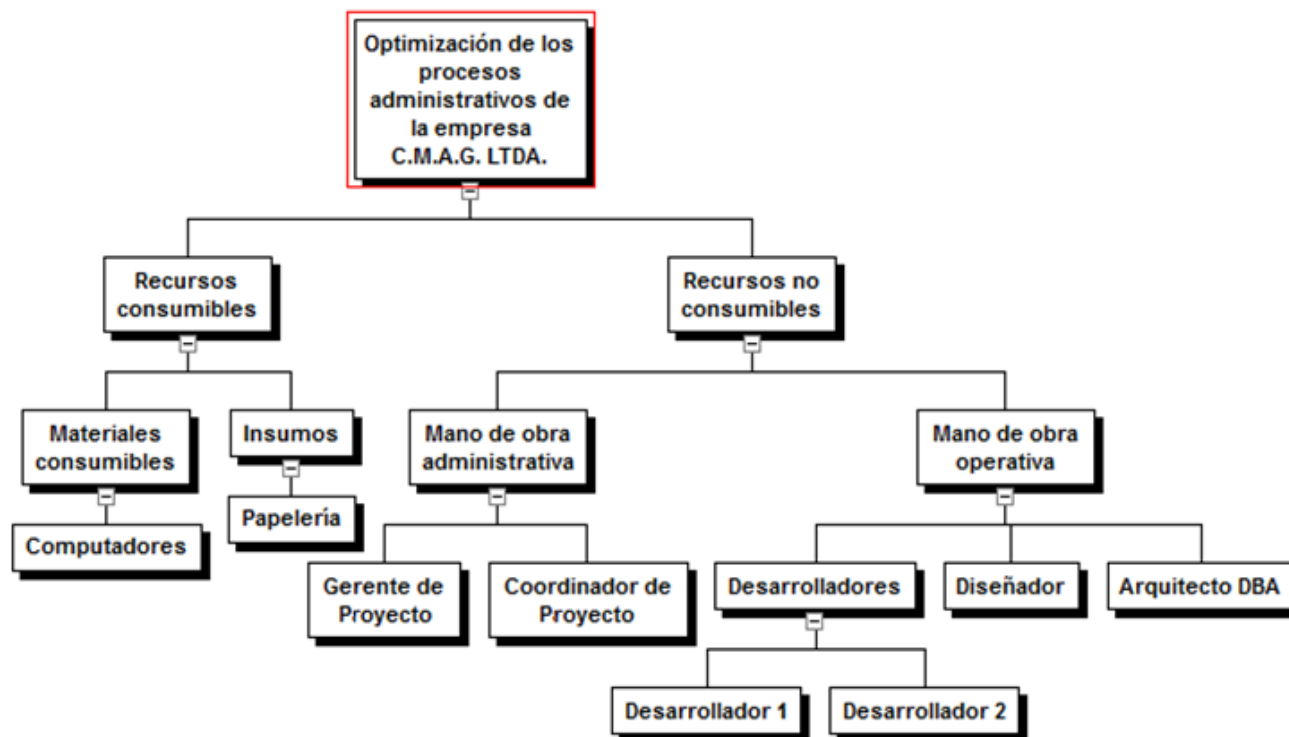 Optimización de los
procesos
administrativos de
la empresa
C.M.A.G. LTDA.
Recursos
consumibles
Recursos no
consumibles
Materiales
consumibles
Insumos
Mano de obra
administrativa
Mano de obra
operativa
Computadores
Papelería
Gerente de
Proyecto
Coordinador de
Proyecto
Desarrolladores
Diseñador
Arquitecto DBA
Desarrollador 1
Desarrollador 2